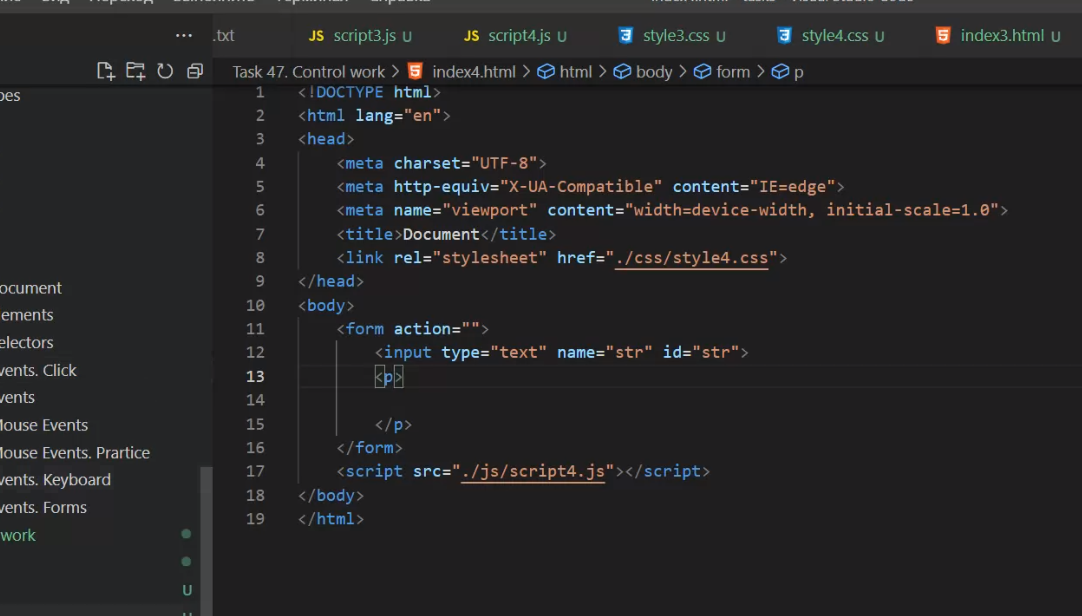 .txt JS script3.js U JS script4.js U style3.css U style4.css U index3.html U
Task 47. Control work > index4.html > html > body > form > p
1 <!DOCTYPE html>
2 <html lang="en">
3 <head>
4 <meta charset="UTF-8">
5 <meta http-equiv="X-UA-Compatible" content="IE=edge">
6 <meta name="viewport" content="width=device-width, initial-scale=1.0">
7 <title>Document</title>
8 <link rel="stylesheet" href="./css/style4.css">
9 </head>
10 <body>
11 <form action="">
12 <input type="text" name="str" id="str">
13 <p>
14
15 </p>
16 </form>
17 <script src="./js/script4.js"></script>
18 </body>
19 </html>
pes
ocument
lements
electors
vents. Click
vents
Mouse Events
Mouse Events. Prartice
vents. Keyboard
vents. Forms
work
U